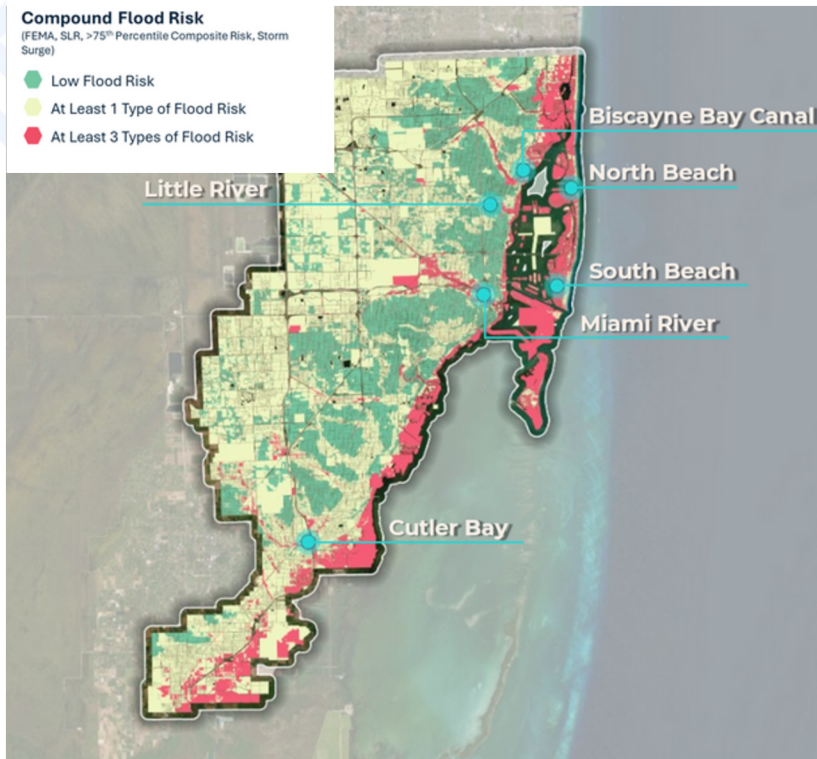 Compound Flood Risk
(FEMA, SLR, >75th Percentile Composite Risk, Storm
Surge)
Low Flood Risk
At Least 1 Type of Flood Risk
At Least 3 Types of Flood Risk
Biscayne Bay Canal
North Beach
Little River
South Beach
Miami River
Cutler Bay